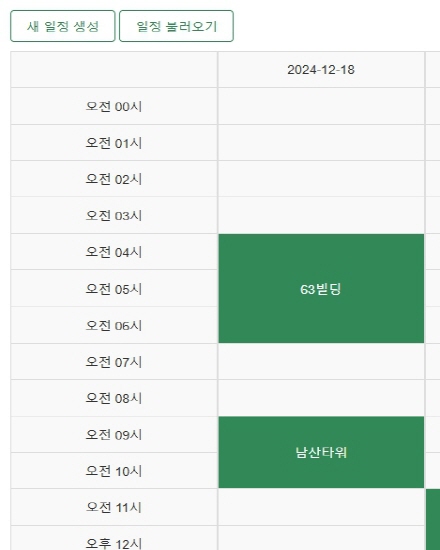 새 일정 생성 일정 불러오기
2024-12-18
오전 00시
오전 01시
오전 02시
오전 03시
오전 04시
오전 05시
63빌딩
오전 06시
오전 07시
오전 08시
오전 09시
남산타워
오전 10시
오전 11시
오후 12시